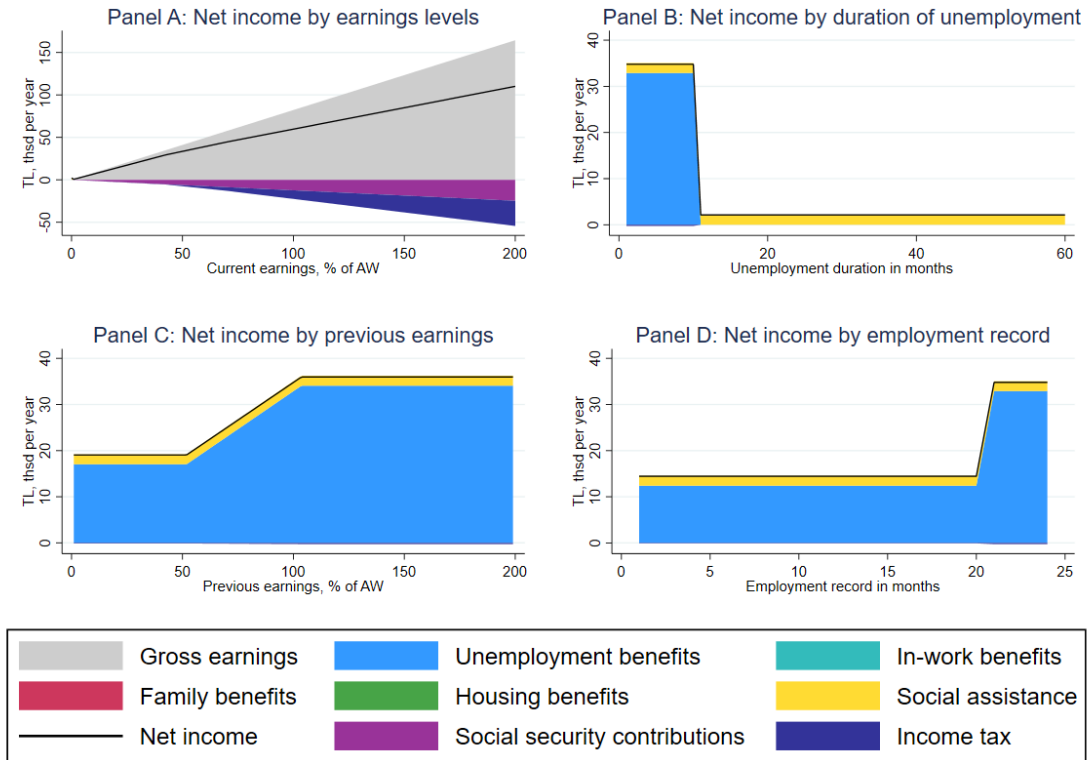 Panel A: Net income by earnings levels
TL, thsd per year
-50 0 50 100 150
0 50 100 150 200
Current earnings, % of AW
Panel B: Net income by duration of unemployment
TL, thsd per year
0 10 20 30 40
0 20 40 60
Unemployment duration in months
Panel C: Net income by previous earnings
TL, thsd per year
0 10 20 30 40
0 50 100 150 200
Previous earnings, % of AW
Panel D: Net income by employment record
TL, thsd per year
0 10 20 30 40
0 5 10 15 20 25
Employment record in months
Gross earnings Unemployment benefits In-work benefits
Family benefits Housing benefits Social assistance
Net income Social security contributions Income tax